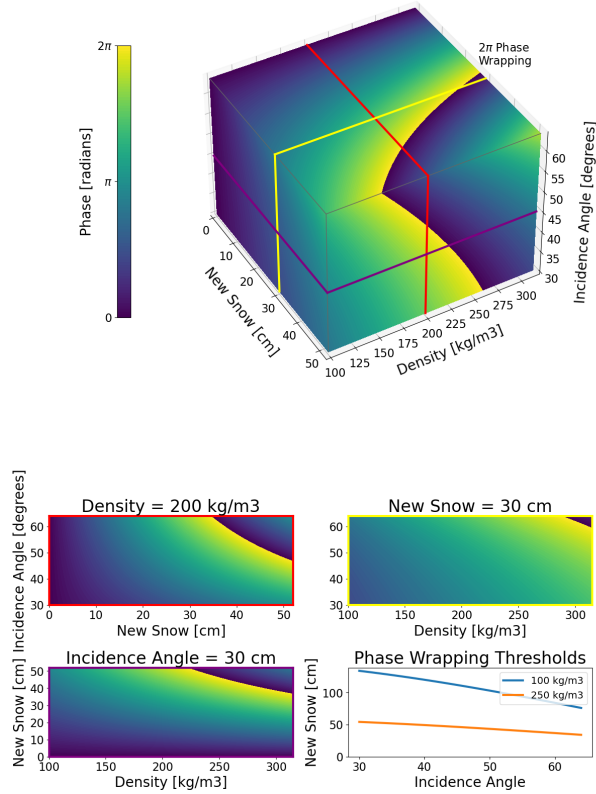 2π Phase
Wrapping
2π
π
0
Phase [radians]
0
10
20
30
40
50
New Snow [cm]
100
125
150
175
200
225
250
275
300
Density [kg/m3]
30
35
40
45
50
55
60
Incidence Angle [degrees]
Density = 200 kg/m3
60
50
40
30
Incidence Angle [degrees]
0 10 20 30 40 50
New Snow [cm]
New Snow = 30 cm
60
50
40
30
100 150 200 250 300
Density [kg/m3]
Incidence Angle = 30 cm
50
40
30
20
10
0
New Snow [cm]
100 150 200 250 300
Density [kg/m3]
Phase Wrapping Thresholds
100 kg/m3
250 kg/m3
100
50
0
New Snow [cm]
30 40 50 60
Incidence Angle